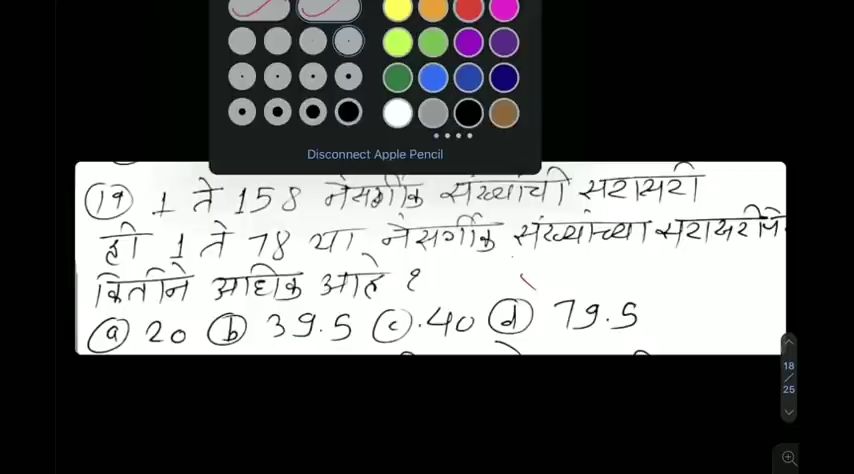 Disconnect Apple Pencil
(19) 1 ते 158 नैसर्गीक संख्यांची सरासरी
ही 1 ते 78 या नैसर्गीक संख्यांच्या सरासरीपे
कितीने अधिक आहे ?
(a) 20 (b) 39.5 (c) .40 (d) 79.5
18
/
25